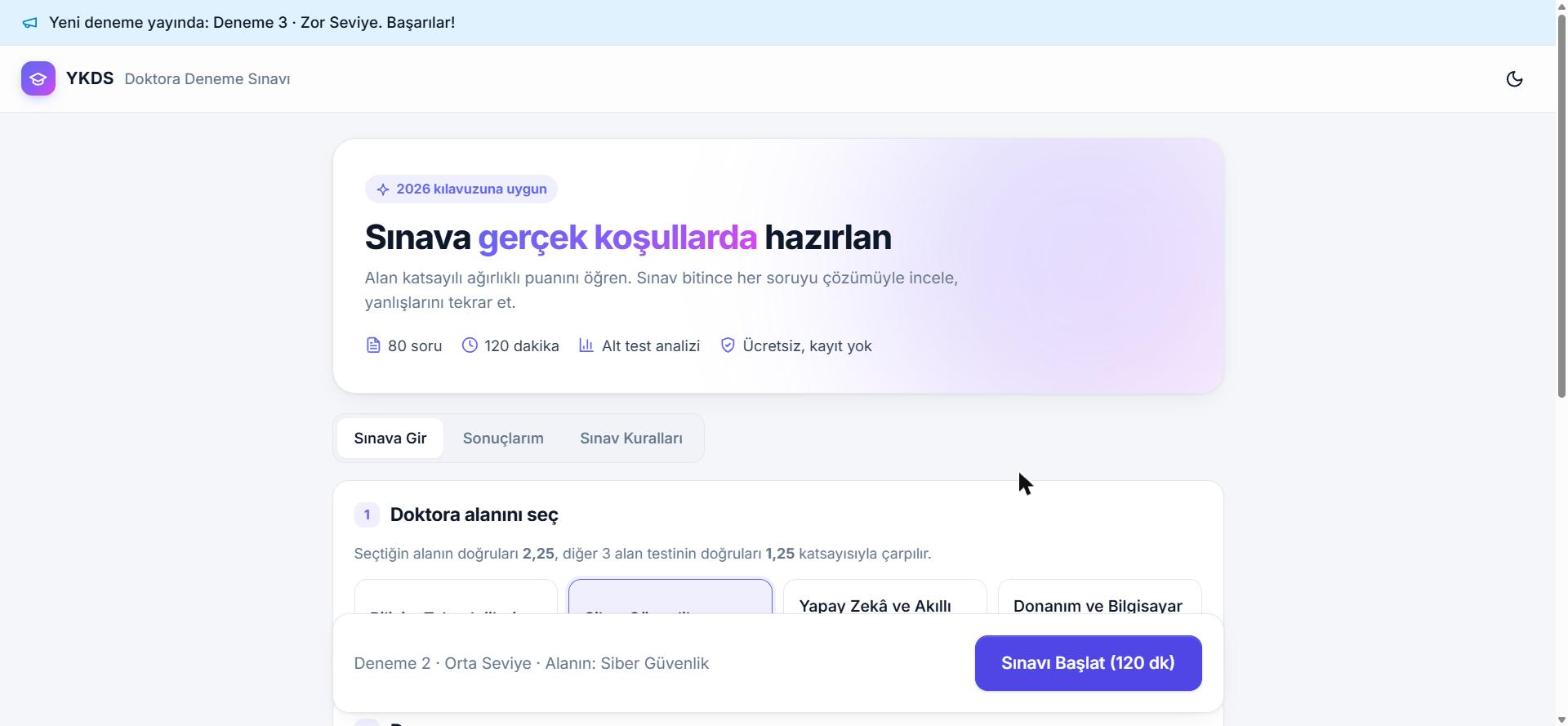 Yeni deneme yayında: Deneme 3 · Zor Seviye. Başarılar!
YKDS Doktora Deneme Sınavı
2026 kılavuzuna uygun
Sınava gerçek koşullarda hazırlan
Alan katsayılı ağırlıklı puanını öğren. Sınav bitince her soruyu çözümüyle incele,
yanlışlarını tekrar et.
80 soru 120 dakika Alt test analizi Ücretsiz, kayıt yok
Sınava Gir Sonuçlarım Sınav Kuralları
1 Doktora alanını seç
Seçtiğin alanın doğruları 2,25, diğer 3 alan testinin doğruları 1,25 katsayısıyla çarpılır.
Yapay Zekâ ve Akıllı Donanım ve Bilgisayar
Deneme 2 · Orta Seviye · Alanın: Siber Güvenlik
Sınavı Başlat (120 dk)